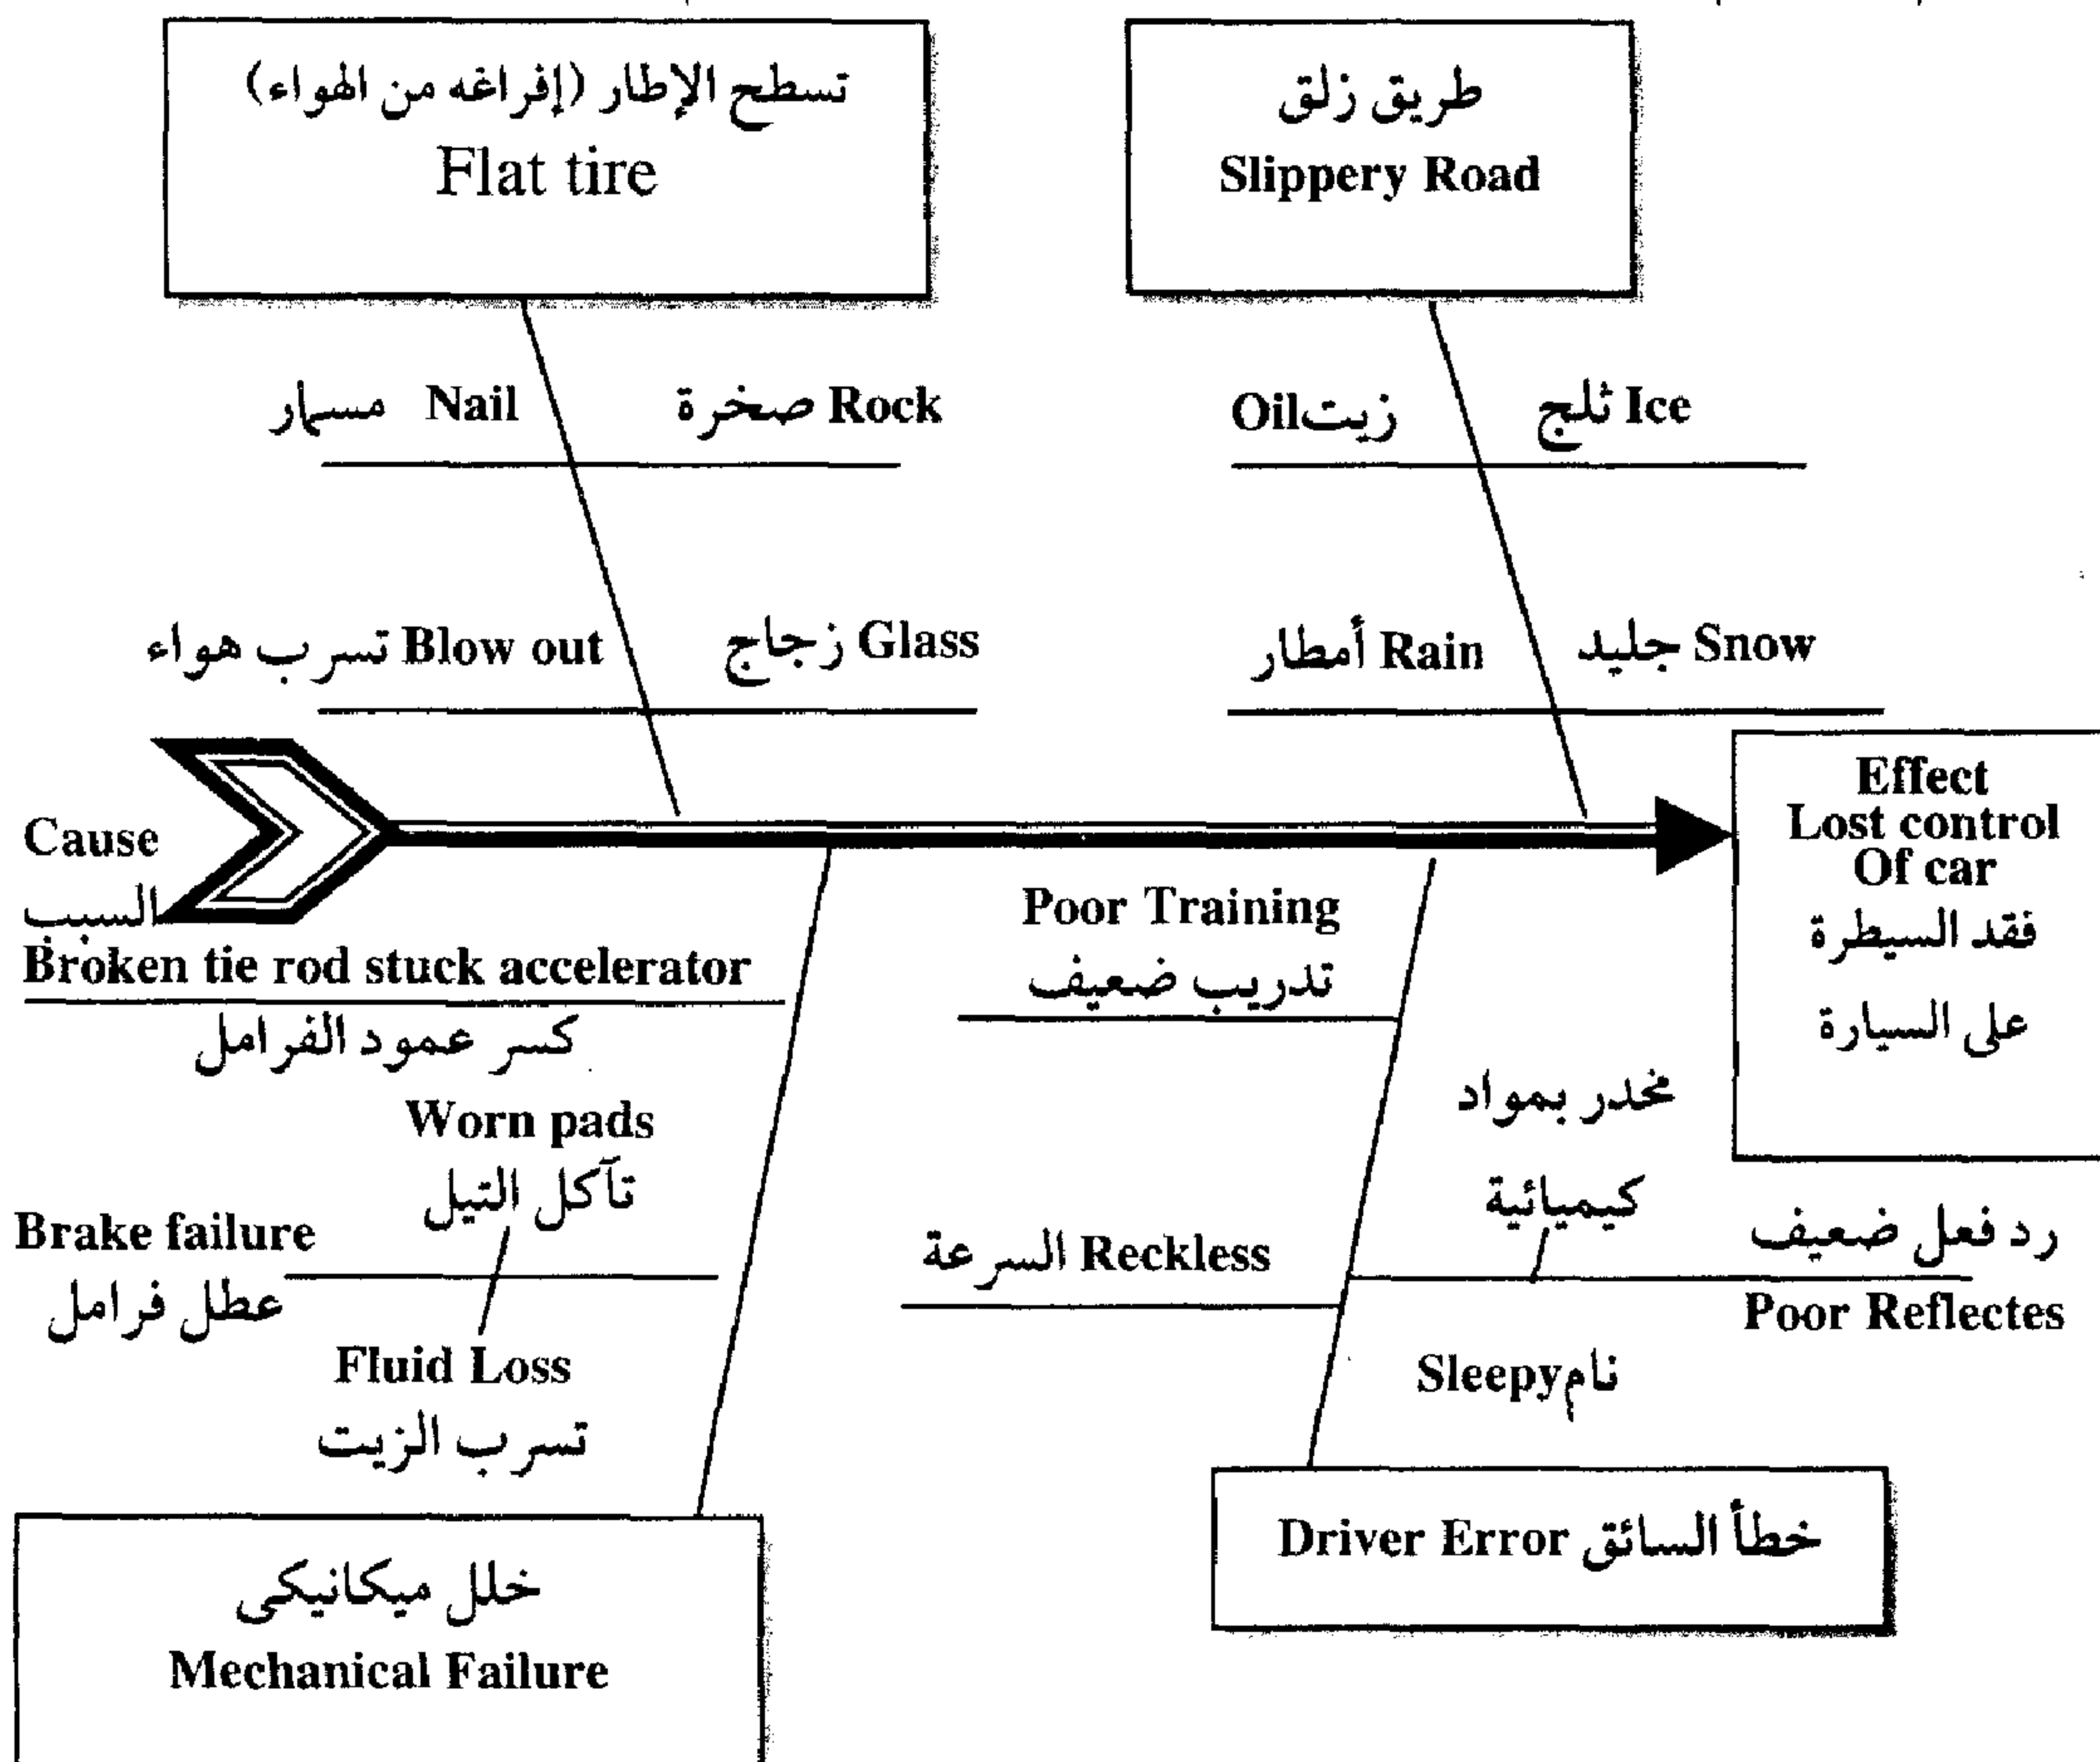 تسطح الإطار (إفراغه من الهواء)
Flat tire
طريق زلق
Slippery Road
مسمار Nail
صخرة Rock
Oil زيت
ثلج Ice
تسرب هواء Blow out
زجاج Glass
أمطار Rain
جليد Snow
Cause
السبب
Effect
Lost control
Of car
فقد السيطرة
على السيارة
Broken tie rod stuck accelerator
كسر عمود الفرامل
Worn pads
تآكل التيل
Brake failure
عطل فرامل
Fluid Loss
تسرب الزيت
Poor Training
تدريب ضعيف
مخدر بمواد
كيميائية
السرعة Reckless
رد فعل ضعيف
Poor Reflectes
Sleepy نام
خلل ميكانيكى
Mechanical Failure
Driver Error خطأ السائق